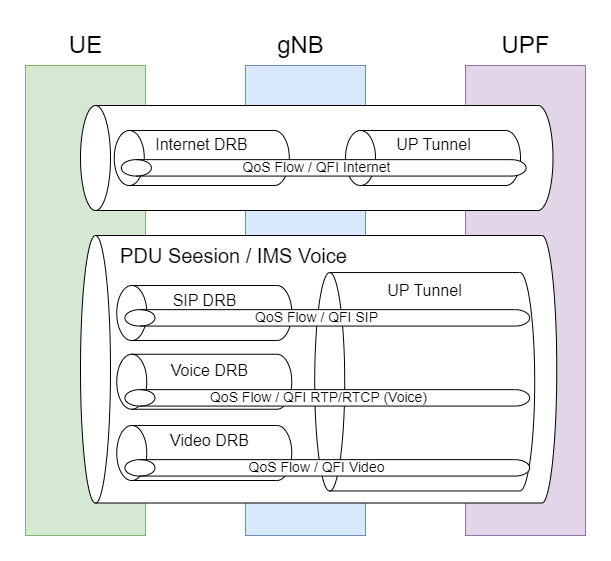 UE
gNB
UPF
Internet DRB
UP Tunnel
QoS Flow / QFI Internet
PDU Seesion / IMS Voice
SIP DRB
UP Tunnel
QoS Flow / QFI SIP
Voice DRB
QoS Flow / QFI RTP/RTCP (Voice)
Video DRB
QoS Flow / QFI Video